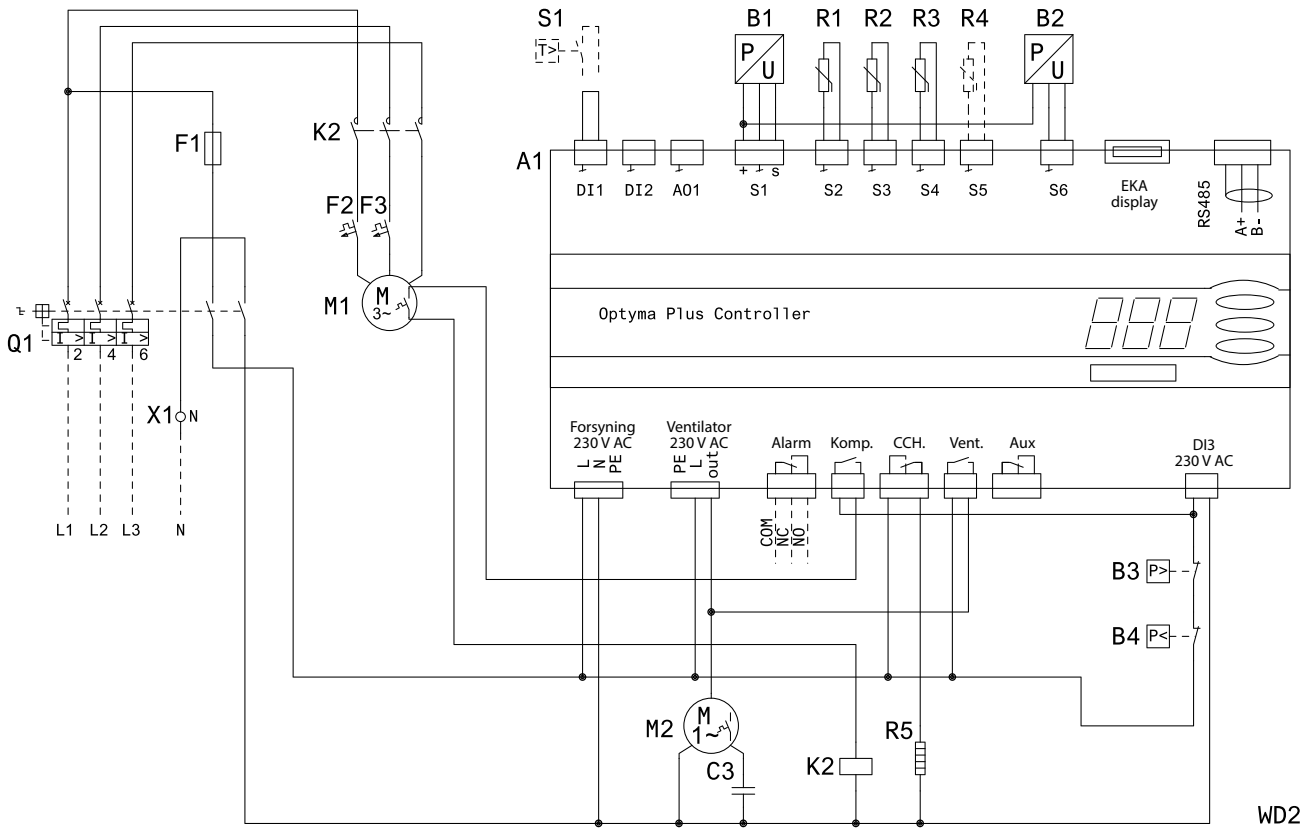 S1 B1 R1 R2 R3 R4 B2
T> P U P U
F1 K2 A1
+ s
DI1 DI2 AO1 S1 S2 S3 S4 S5 S6
EKA
display
RS485
A+
B-
F2 F3
M1 M
3~
Optyma Plus Controller
Q1 I > I > I >
2 4 6
X1 N
Forsyning
230 V AC
L
N
PE
Ventilator
230 V AC
PE
L
out
Alarm Komp. CCH. Vent. Aux
DI3
230 V AC
COM
NC
NO
L1 L2 L3 N
B3 P>
B4 P<
M2 M
1~
C3 K2 R5
WD2